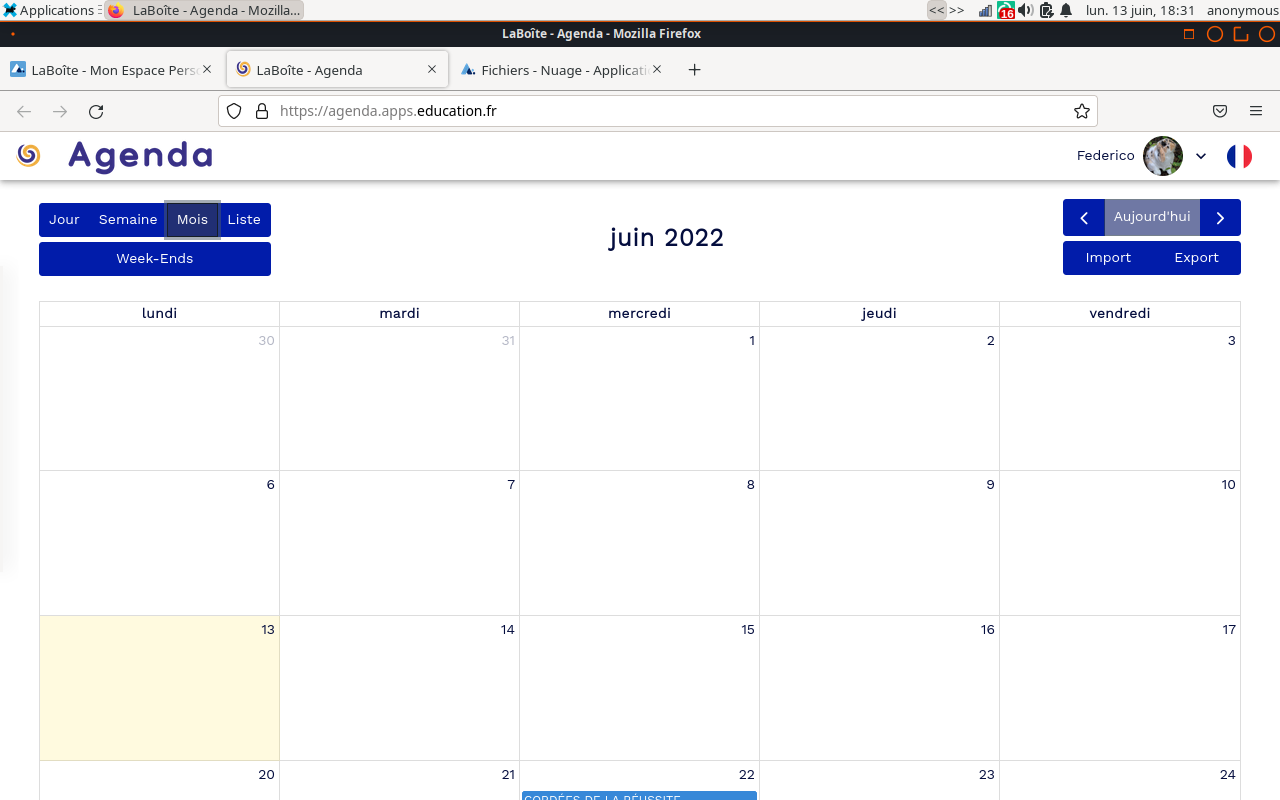 Applications
LaBoîte - Agenda - Mozilla...
<< >>
16
lun. 13 juin, 18:31
anonymous
LaBoîte - Agenda - Mozilla Firefox
LaBoîte - Mon Espace Pers
LaBoîte - Agenda
Fichiers - Nuage - Applicati
https://agenda.apps.education.fr
Agenda
Federico
Jour Semaine Mois Liste
Week-Ends
juin 2022
Aujourd'hui
Import Export
lundi mardi mercredi jeudi vendredi
30 31 1 2 3
6 7 8 9 10
13 14 15 16 17
20 21 22 23 24
CORDÉES DE LA RÉUSSITE